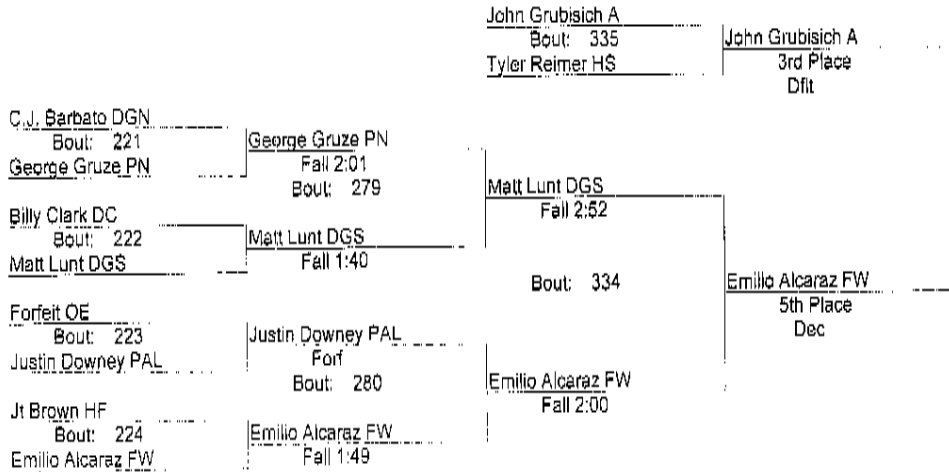 John Grubisich A
Bout: 335
John Grubisich A
Tyler Reimer HS
3rd Place
Dflt
C.J. Barbato DGN
Bout: 221
George Gruze PN
George Gruze PN
Fall 2:01
Bout: 279
Matt Lunt DGS
Fall 2:52
Billy Clark DC
Bout: 222
Matt Lunt DGS
Matt Lunt DGS
Fall 1:40
Bout: 334
Emilio Alcaraz FW
5th Place
Dec
Forfeit OE
Bout: 223
Justin Downey PAL
Justin Downey PAL
Forf
Bout: 280
Emilio Alcaraz FW
Fall 2:00
Jt Brown HF
Bout: 224
Emilio Alcaraz FW
Emilio Alcaraz FW
Fall 1:49